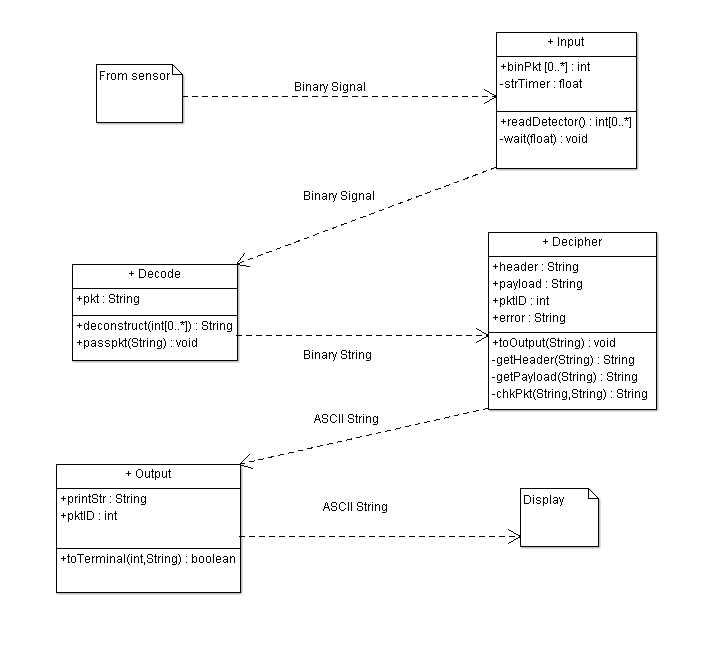 From sensor
Binary Signal
+ Input
+binPkt [0..*] : int
-strTimer : float
+readDetector() : int[0..*]
-wait(float) : void
Binary Signal
+ Decode
+pkt : String
+deconstruct(int[0..*]) : String
+passpkt(String) : void
Binary String
+ Decipher
+header : String
+payload : String
+pktID : int
+error : String
+toOutput(String) : void
-getHeader(String) : String
-getPayload(String) : String
-chkPkt(String,String) : String
ASCII String
+ Output
+printStr : String
+pktID : int
+toTerminal(int,String) : boolean
ASCII String
Display